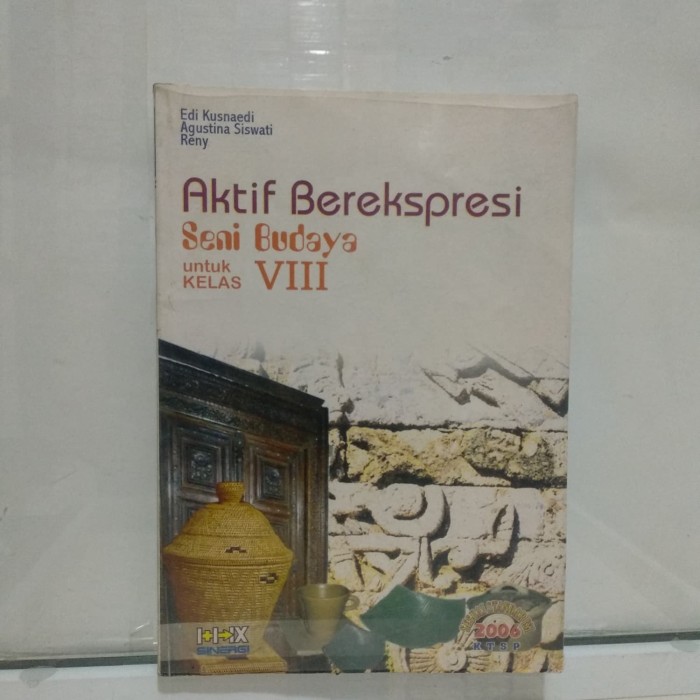 Edi Kusnaedi
Agustina Siswati
Reny
Aktif Berekspresi
Seni Budaya
untuk
KELAS VIII
SINERGI
2006
KTSP